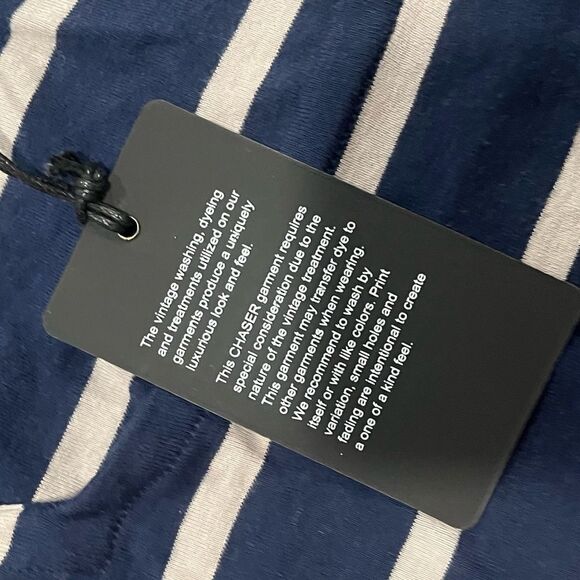 The vintage washing, dyeing
and treatments utilized on our
garments produce a uniquely
luxurious look and feel.
This CHASER garment requires
special consideration due to the
nature of the vintage treatment.
This garment may transfer dye to
other garments when wearing.
We recommend to wash by
itself or with like colors. Print
variation, small holes and
fading are intentional to create
a one of a kind feel.